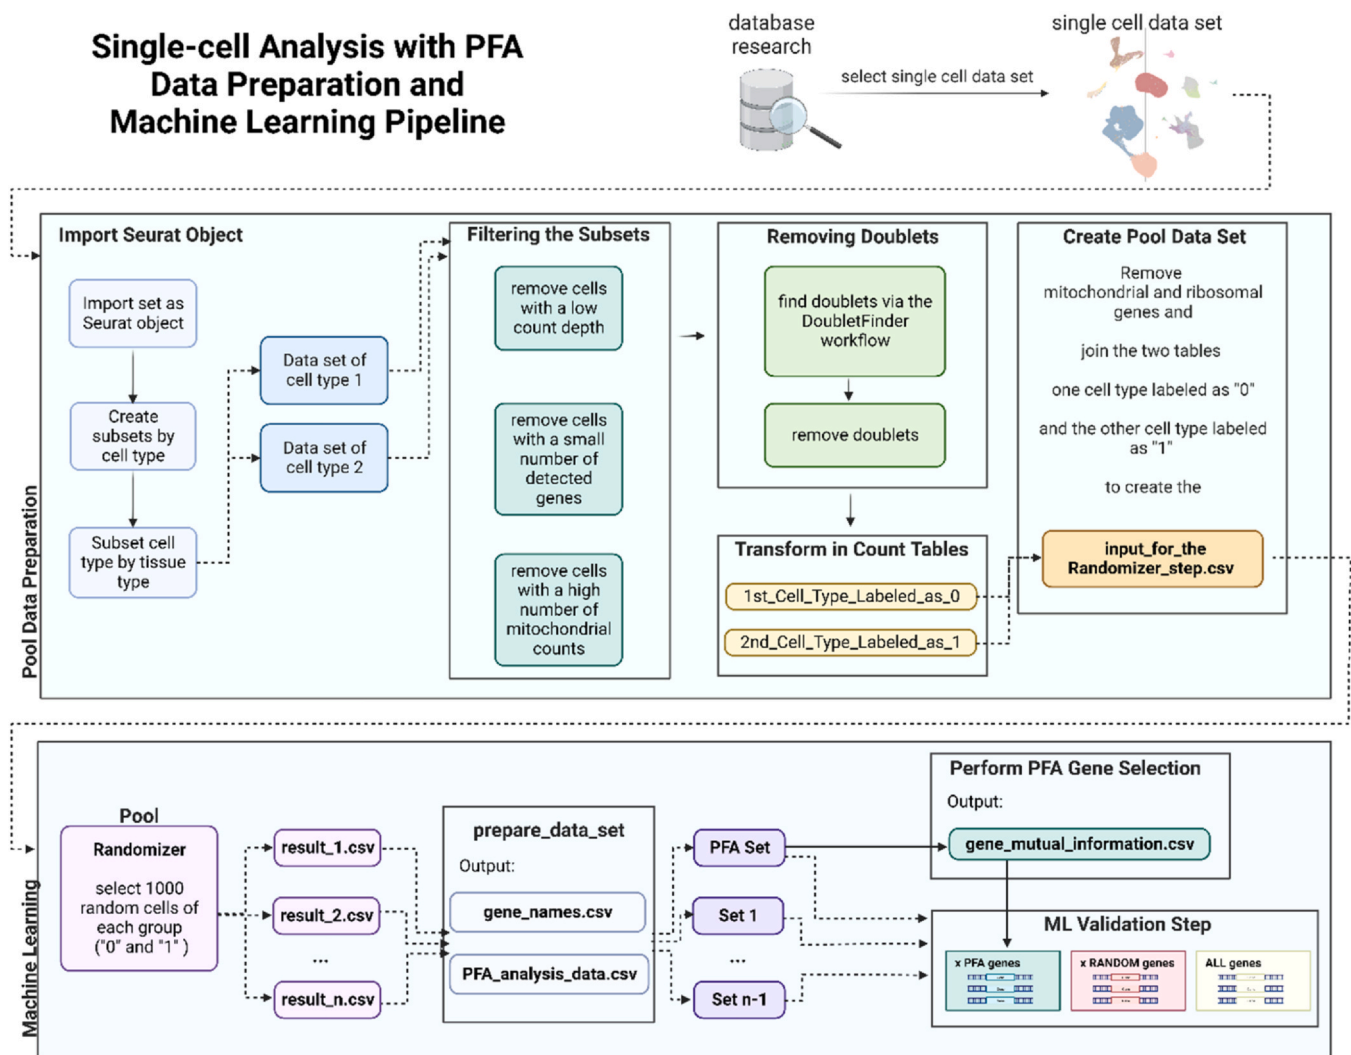 Single-cell Analysis with PFA
Data Preparation and
Machine Learning Pipeline
database
research
select single cell data set
single cell data set
Pool Data Preparation
Import Seurat Object
Import set as
Seurat object
Create
subsets by
cell type
Subset cell
type by tissue
type
Data set of
cell type 1
Data set of
cell type 2
Filtering the Subsets
remove cells
with a low
count depth
remove cells
with a small
number of
detected
genes
remove cells
with a high
number of
mitochondrial
counts
Removing Doublets
find doublets via the
DoubletFinder
workflow
remove doublets
Transform in Count Tables
1st_Cell_Type_Labeled_as_0
2nd_Cell_Type_Labeled_as_1
Create Pool Data Set
Remove
mitochondrial and ribosomal
genes and
join the two tables
one cell type labeled as "0"
and the other cell type labeled
as "1"
to create the
input_for_the
Randomizer_step.csv
Machine Learning
Pool
Randomizer
select 1000
random cells of
each group
("0" and "1" )
result_1.csv
result_2.csv
...
result_n.csv
prepare_data_set
Output:
gene_names.csv
PFA_analysis_data.csv
PFA Set
Set 1
...
Set n-1
Perform PFA Gene Selection
Output:
gene_mutual_information.csv
ML Validation Step
x PFA genes
x RANDOM genes
ALL genes